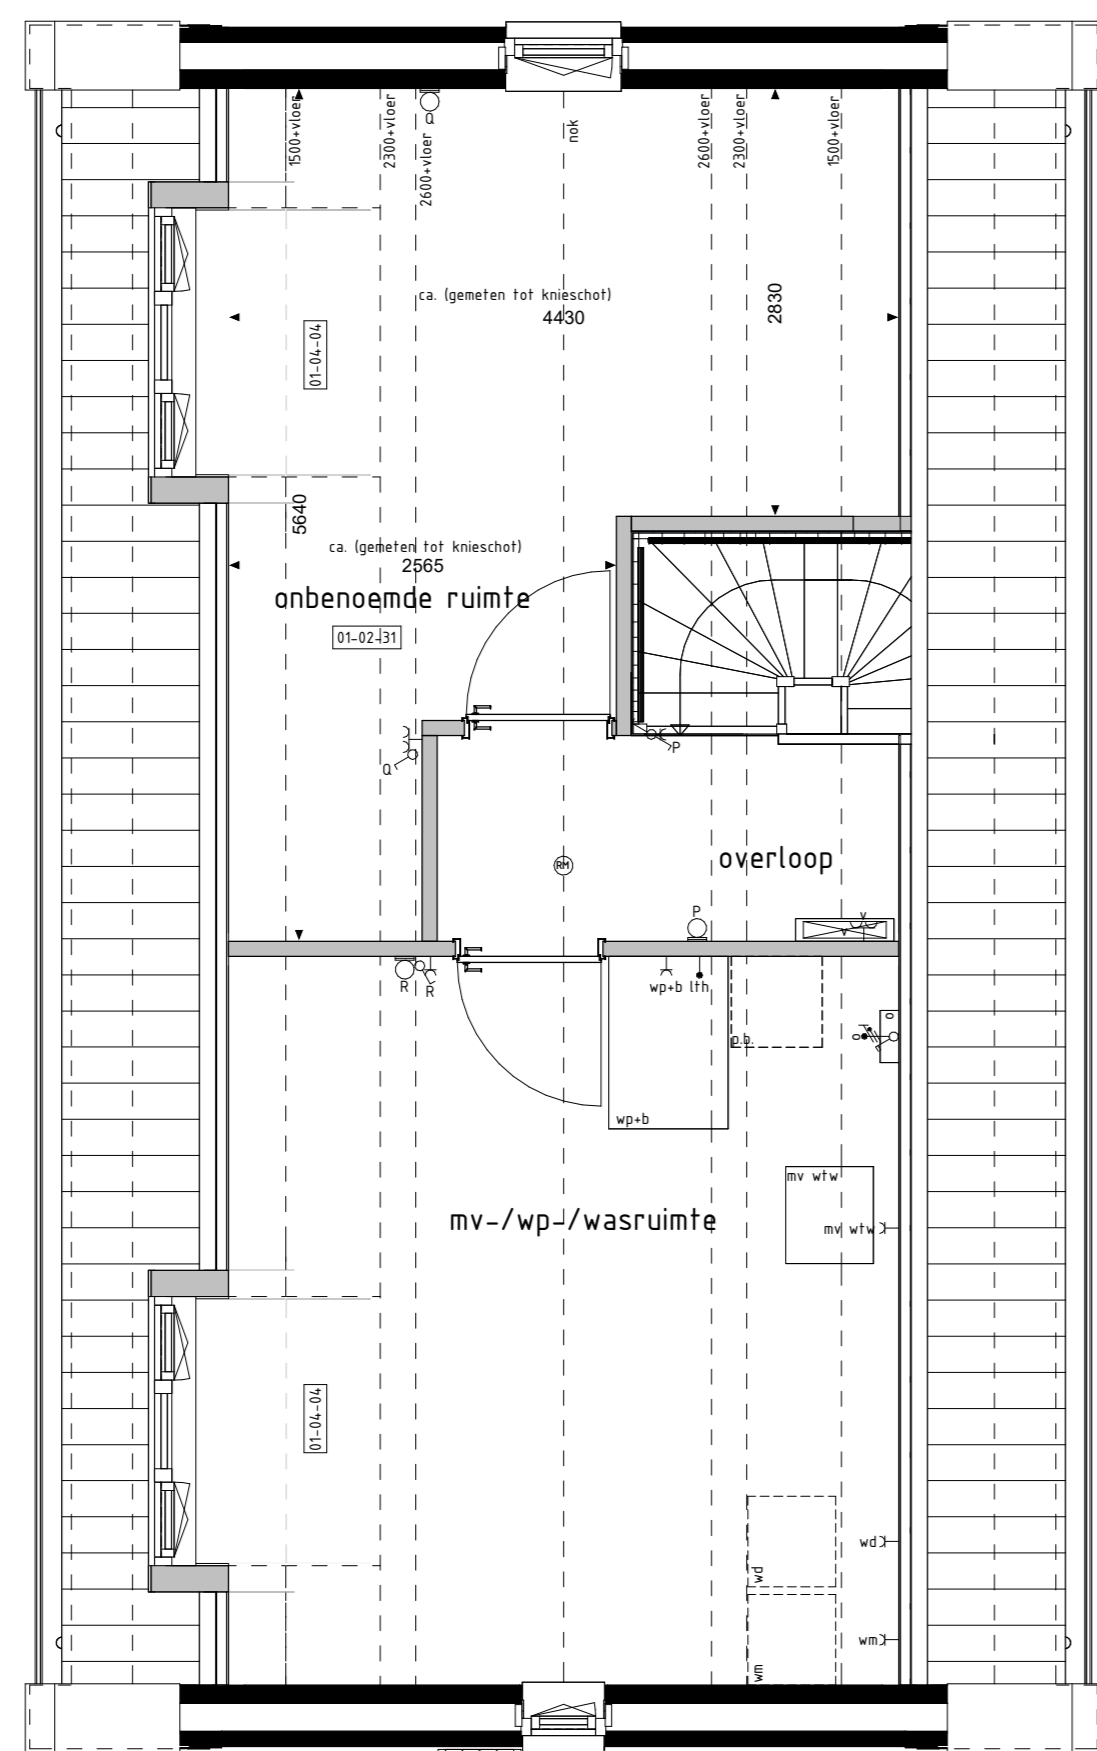 1500+vloer
2300+vloer
Q
2600+vloer
nok
2600+vloer
2300+vloer
1500+vloer
ca. (gemeten tot knieschot)
4430
2830
01-04-04
5640
ca. (gemeten tot knieschot)
2565
onbenoemde ruimte
01-02-31
P
Q
RM
overloop
P
v
R
R
wp+b lth
p.b.
o
o
wp+b
mv wtw
mv-/wp-/wasruimte
mv wtw
01-04-04
wd
wd
wm
wm